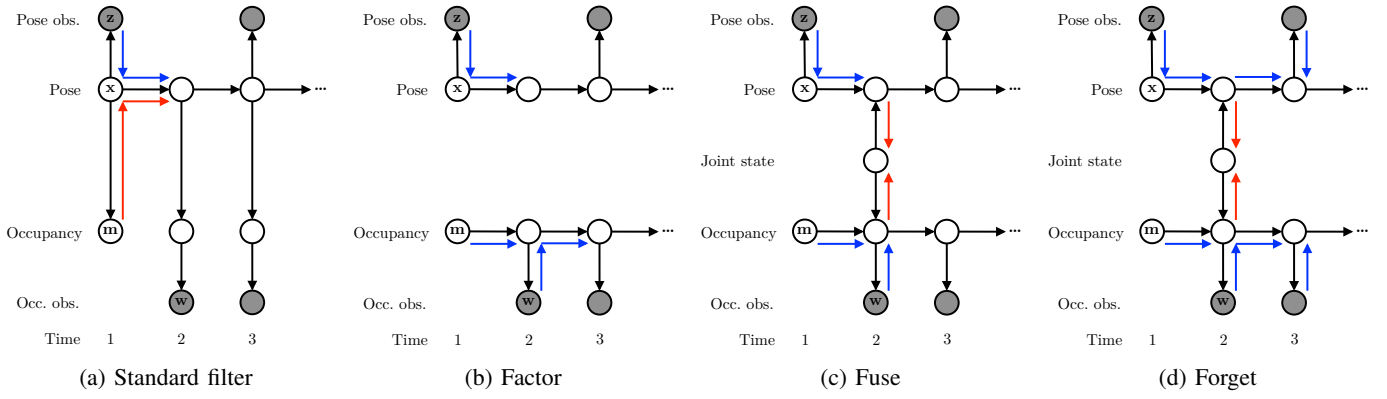 Pose obs.
z
Pose
x
...
Occupancy
m
Occ. obs.
w
Time
1
2
3
(a) Standard filter
Pose obs.
z
Pose
x
...
Occupancy
m
...
Occ. obs.
w
Time
1
2
3
(b) Factor
Pose obs.
z
Pose
x
...
Joint state
Occupancy
m
...
Occ. obs.
w
Time
1
2
3
(c) Fuse
Pose obs.
z
Pose
x
...
Joint state
Occupancy
m
...
Occ. obs.
w
Time
1
2
3
(d) Forget